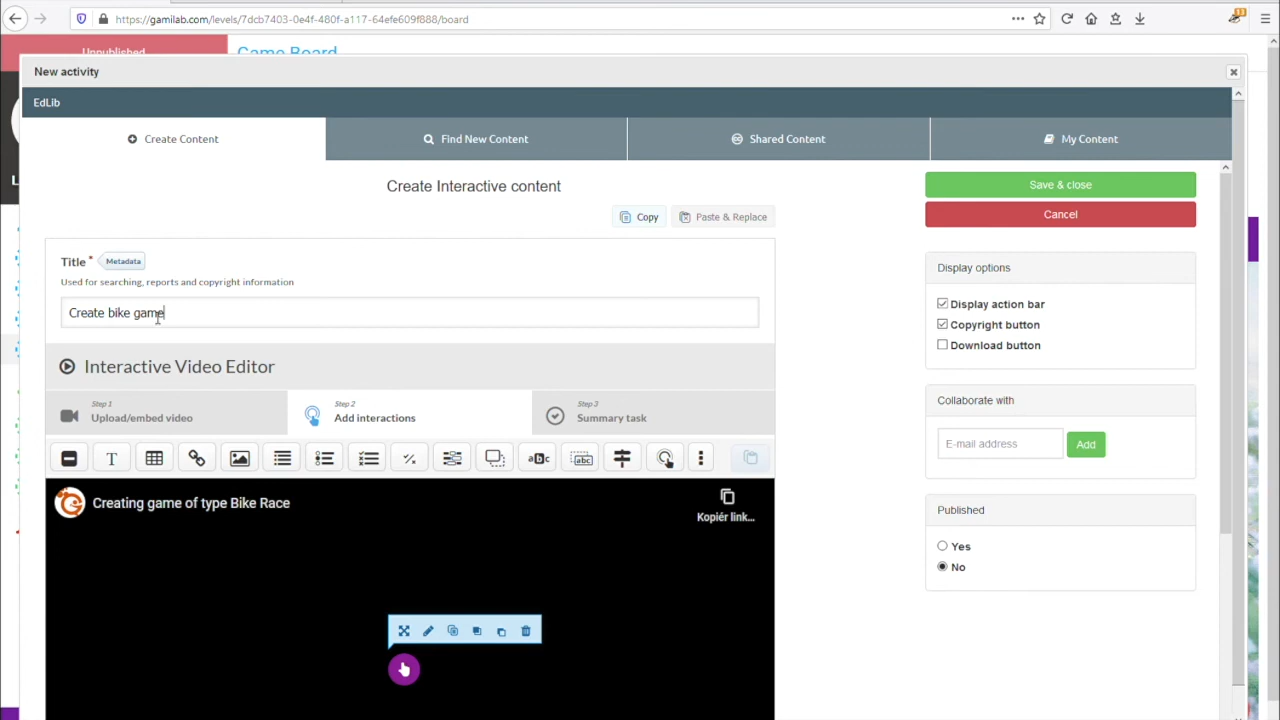 https://gamilab.com/levels/7dcb7403-0e4f-480f-a117-64efe609f888/board
13
Unpublished
Game Board
New activity
EdLib
Create Content
Find New Content
Shared Content
My Content
Create Interactive content
Save & close
Cancel
Copy
Paste & Replace
Title * Metadata
Used for searching, reports and copyright information
Create bike game
Display options
Display action bar
Copyright button
Download button
Interactive Video Editor
Step 1
Upload/embed video
Step 2
Add interactions
Step 3
Summary task
Collaborate with
E-mail address
Add
T
abc
abc
Creating game of type Bike Race
Kopiér link...
Published
Yes
No